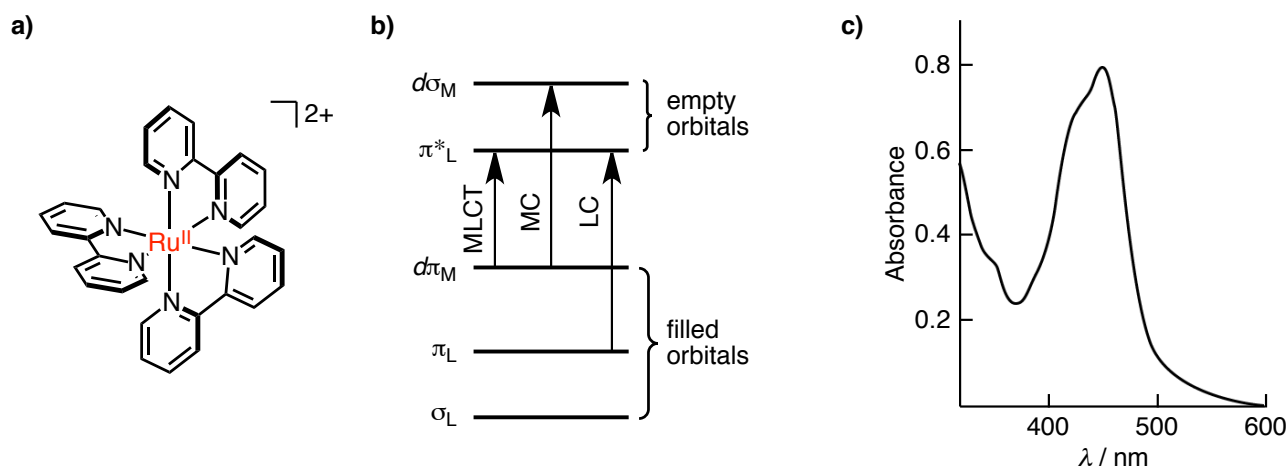 a)
2+
N
N
N
Ru^II
N
N
N
b)
dσ_M
π*_L
dπ_M
π_L
σ_L
MLCT
MC
LC
empty
orbitals
filled
orbitals
c)
Absorbance
0.8
0.6
0.4
0.2
400
500
600
λ / nm